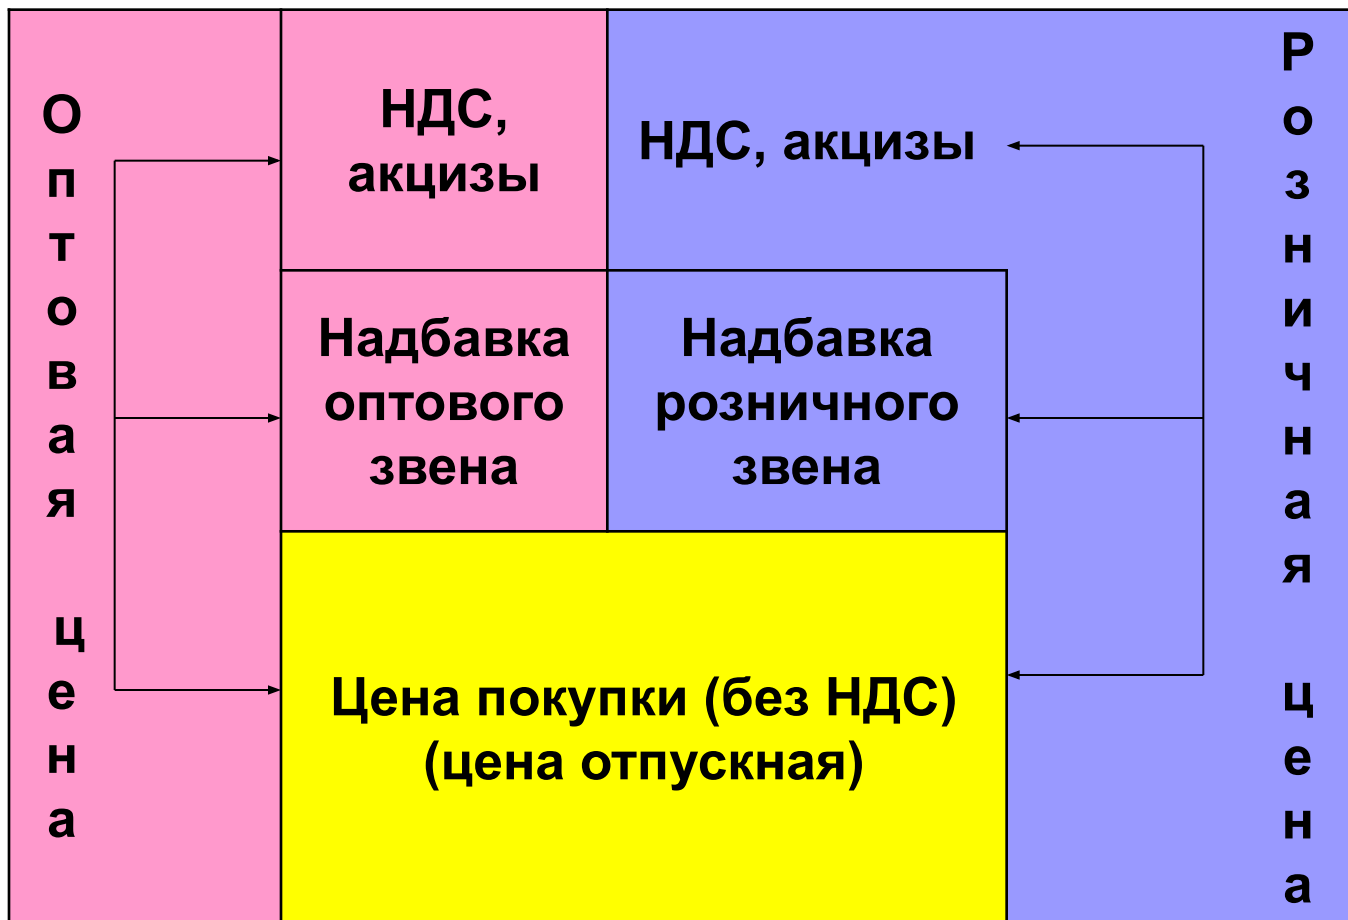 Оптовая цена
НДС,
акцизы
НДС, акцизы
Надбавка
оптового
звена
Надбавка
розничного
звена
Цена покупки (без НДС)
(цена отпускная)
Розничная цена